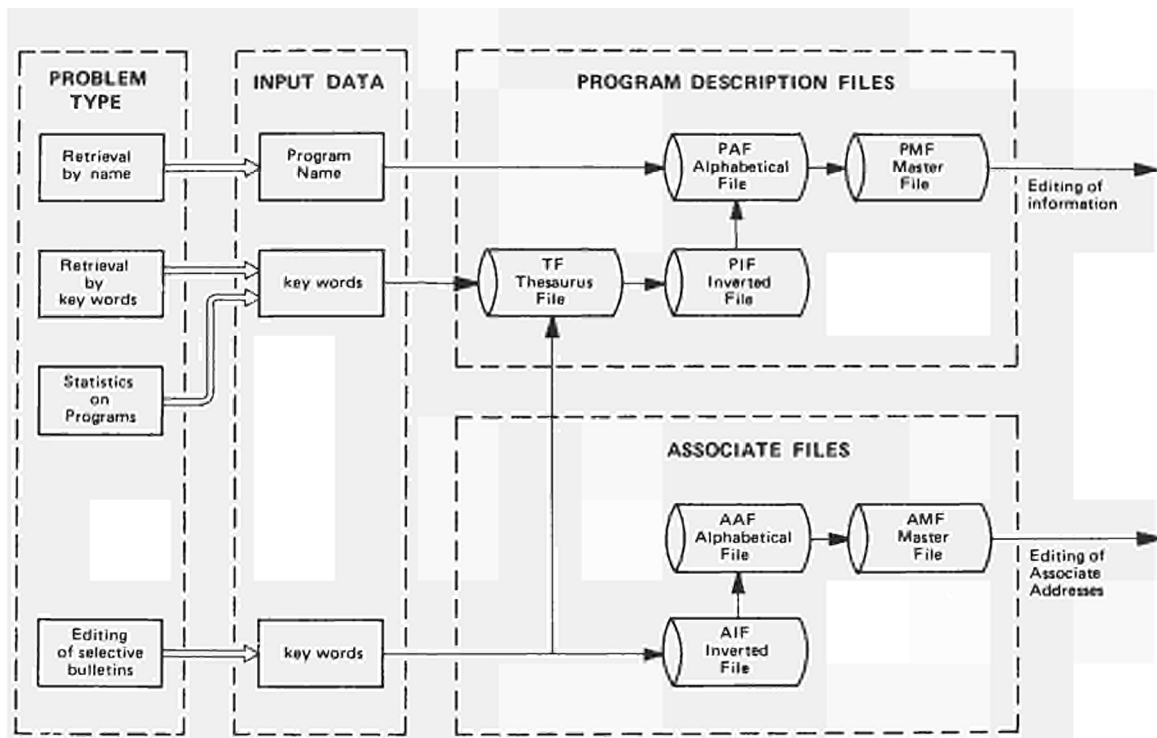 PROBLEM
TYPE
INPUT DATA
PROGRAM DESCRIPTION FILES
Retrieval
by name
Program
Name
PAF
Alphabetical
File
PMF
Master
File
Editing of
information
Retrieval
by
key words
key words
TF
Thesaurus
File
PIF
Inverted
File
Statistics
on
Programs
ASSOCIATE FILES
AAF
Alphabetical
File
AMF
Master
File
Editing of
Associate
Addresses
Editing
of selective
bulletins
key words
AIF
Inverted
File